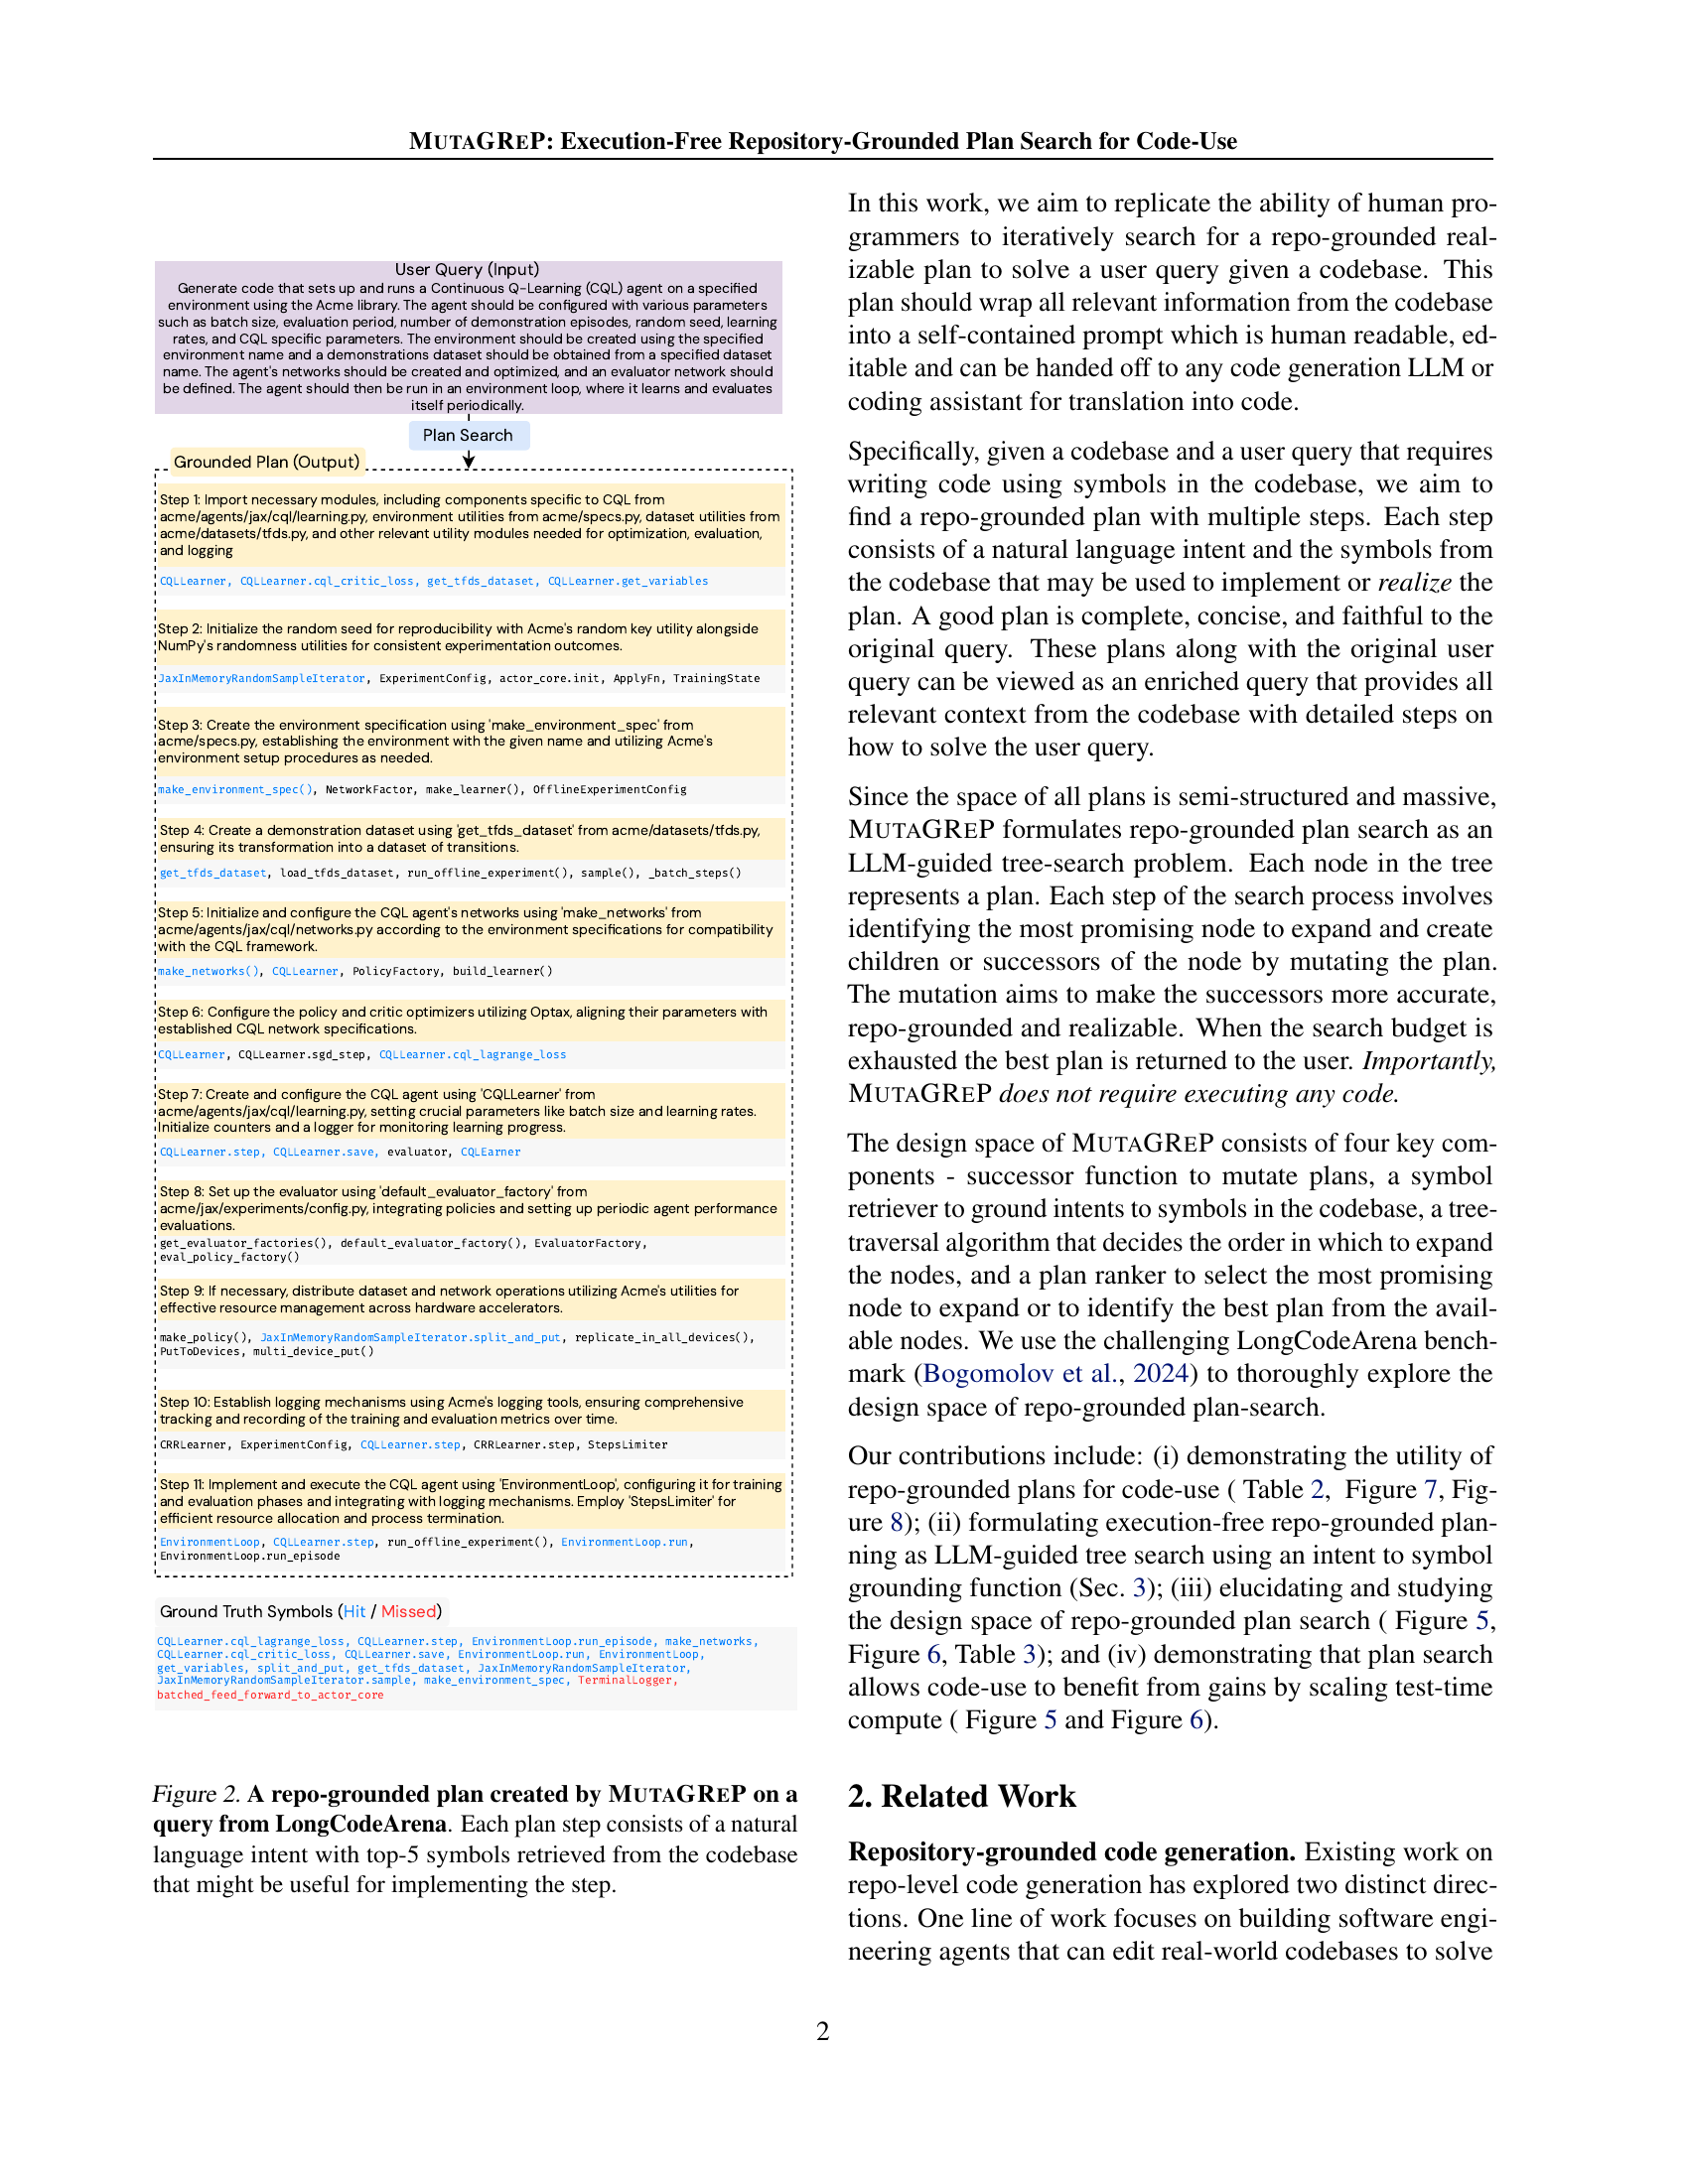 MUTAGREP: Execution-Free Repository-Grounded Plan Search for Code-Use
User Query (Input)
Generate code that sets up and runs a Continuous Q-Learning (CQL) agent on a specified
environment using the Acme library. The agent should be configured with various parameters
such as batch size, evaluation period, number of demonstration episodes, random seed, learning
rates, and CQL specific parameters. The environment should be created using the specified
environment name and a demonstrations dataset should be obtained from a specified dataset
name. The agent's networks should be created and optimized, and an evaluator network should
be defined. The agent should then be run in an environment loop, where it learns and evaluates
itself periodically.
Plan Search
Grounded Plan (Output)
Step 1: Import necessary modules, including components specific to CQL from
acme/agents/jax/cql/learning.py, environment utilities from acme/specs.py, dataset utilities from
acme/datasets/tfds.py, and other relevant utility modules needed for optimization, evaluation,
and logging
CQLLearner, CQLLearner.cql_critic_loss, get_tfds_dataset, CQLLearner.get_variables
Step 2: Initialize the random seed for reproducibility with Acme's random key utility alongside
NumPy's randomness utilities for consistent experimentation outcomes.
JaxInMemoryRandomSampleIterator, ExperimentConfig, actor_core.init, ApplyFn, TrainingState
Step 3: Create the environment specification using 'make_environment_spec' from
acme/specs.py, establishing the environment with the given name and utilizing Acme's
environment setup procedures as needed.
make_environment_spec(), NetworkFactor, make_learner(), OfflineExperimentConfig
Step 4: Create a demonstration dataset using 'get_tfds_dataset' from acme/datasets/tfds.py,
ensuring its transformation into a dataset of transitions.
get_tfds_dataset, load_tfds_dataset, run_offline_experiment(), sample(), _batch_steps()
Step 5: Initialize and configure the CQL agent's networks using 'make_networks' from
acme/agents/jax/cql/networks.py according to the environment specifications for compatibility
with the CQL framework.
make_networks(), CQLLearner, PolicyFactory, build_learner()
Step 6: Configure the policy and critic optimizers utilizing Optax, aligning their parameters with
established CQL network specifications.
CQLLearner, CQLLearner.sgd_step, CQLLearner.cql_lagrange_loss
Step 7: Create and configure the CQL agent using 'CQLLearner' from
acme/agents/jax/cql/learning.py, setting crucial parameters like batch size and learning rates.
Initialize counters and a logger for monitoring learning progress.
CQLLearner.step, CQLLearner.save, evaluator, CQLEarner
Step 8: Set up the evaluator using 'default_evaluator_factory' from
acme/jax/experiments/config.py, integrating policies and setting up periodic agent performance
evaluations.
get_evaluator_factories(), default_evaluator_factory(), EvaluatorFactory,
eval_policy_factory()
Step 9: If necessary, distribute dataset and network operations utilizing Acme's utilities for
effective resource management across hardware accelerators.
make_policy(), JaxInMemoryRandomSampleIterator.split_and_put, replicate_in_all_devices(),
PutToDevices, multi_device_put()
Step 10: Establish logging mechanisms using Acme's logging tools, ensuring comprehensive
tracking and recording of the training and evaluation metrics over time.
CRRLearner, ExperimentConfig, CQLLearner.step, CRRLearner.step, StepsLimiter
Step 11: Implement and execute the CQL agent using 'EnvironmentLoop', configuring it for training
and evaluation phases and integrating with logging mechanisms. Employ 'StepsLimiter' for
efficient resource allocation and process termination.
EnvironmentLoop, CQLLearner.step, run_offline_experiment(), EnvironmentLoop.run,
EnvironmentLoop.run_episode
Ground Truth Symbols (Hit / Missed)
CQLLearner.cql_lagrange_loss, CQLLearner.step, EnvironmentLoop.run_episode, make_networks,
CQLLearner.cql_critic_loss, CQLLearner.save, EnvironmentLoop.run, EnvironmentLoop,
get_variables, split_and_put, get_tfds_dataset, JaxInMemoryRandomSampleIterator,
JaxInMemoryRandomSampleIterator.sample, make_environment_spec, TerminalLogger,
batched_feed_forward_to_actor_core
Figure 2. A repo-grounded plan created by MUTAGREP on a
query from LongCodeArena. Each plan step consists of a natural
language intent with top-5 symbols retrieved from the codebase
that might be useful for implementing the step.
In this work, we aim to replicate the ability of human pro-
grammers to iteratively search for a repo-grounded real-
izable plan to solve a user query given a codebase. This
plan should wrap all relevant information from the codebase
into a self-contained prompt which is human readable, ed-
itable and can be handed off to any code generation LLM or
coding assistant for translation into code.
Specifically, given a codebase and a user query that requires
writing code using symbols in the codebase, we aim to
find a repo-grounded plan with multiple steps. Each step
consists of a natural language intent and the symbols from
the codebase that may be used to implement or realize the
plan. A good plan is complete, concise, and faithful to the
original query. These plans along with the original user
query can be viewed as an enriched query that provides all
relevant context from the codebase with detailed steps on
how to solve the user query.
Since the space of all plans is semi-structured and massive,
MUTAGREP formulates repo-grounded plan search as an
LLM-guided tree-search problem. Each node in the tree
represents a plan. Each step of the search process involves
identifying the most promising node to expand and create
children or successors of the node by mutating the plan.
The mutation aims to make the successors more accurate,
repo-grounded and realizable. When the search budget is
exhausted the best plan is returned to the user. Importantly,
MUTAGREP does not require executing any code.
The design space of MUTAGREP consists of four key com-
ponents - successor function to mutate plans, a symbol
retriever to ground intents to symbols in the codebase, a tree-
traversal algorithm that decides the order in which to expand
the nodes, and a plan ranker to select the most promising
node to expand or to identify the best plan from the avail-
able nodes. We use the challenging LongCodeArena bench-
mark (Bogomolov et al., 2024) to thoroughly explore the
design space of repo-grounded plan-search.
Our contributions include: (i) demonstrating the utility of
repo-grounded plans for code-use ( Table 2, Figure 7, Fig-
ure 8); (ii) formulating execution-free repo-grounded plan-
ning as LLM-guided tree search using an intent to symbol
grounding function (Sec. 3); (iii) elucidating and studying
the design space of repo-grounded plan search ( Figure 5,
Figure 6, Table 3); and (iv) demonstrating that plan search
allows code-use to benefit from gains by scaling test-time
compute ( Figure 5 and Figure 6).
2. Related Work
Repository-grounded code generation. Existing work on
repo-level code generation has explored two distinct direc-
tions. One line of work focuses on building software engi-
neering agents that can edit real-world codebases to solve
2